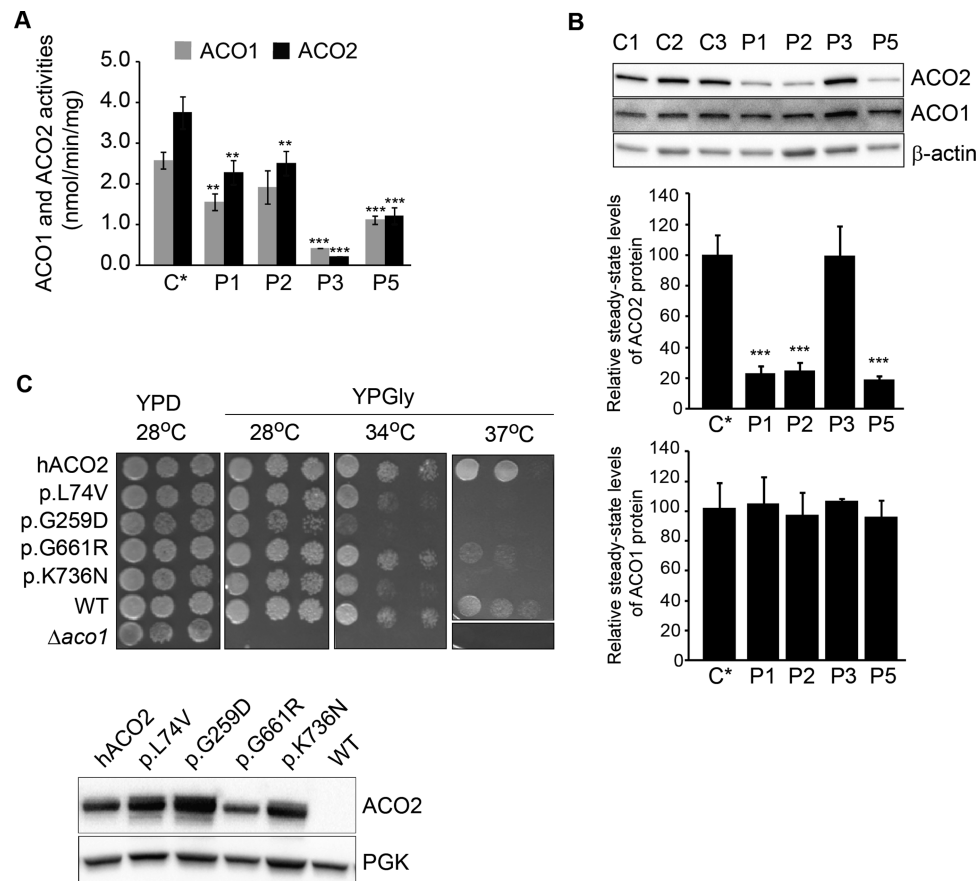 A
ACO1 ACO2
ACO1 and ACO2 activities
(nmol/min/mg)
5.0
4.0
3.0
2.0
1.0
0.0
** **
**
*** ***
*** ***
C* P1 P2 P3 P5
B
C1 C2 C3 P1 P2 P3 P5
ACO2
ACO1
β-actin
Relative steady-state levels
of ACO2 protein
140
120
100
80
60
40
20
0
*** *** ***
C* P1 P2 P3 P5
Relative steady-state levels
of ACO1 protein
140
120
100
80
60
40
20
0
C* P1 P2 P3 P5
C
YPD YPGly
28°C 28°C 34°C 37°C
hACO2
p.L74V
p.G259D
p.G661R
p.K736N
WT
Δaco1
hACO2 p.L74V p.G259D p.G661R p.K736N WT
ACO2
PGK